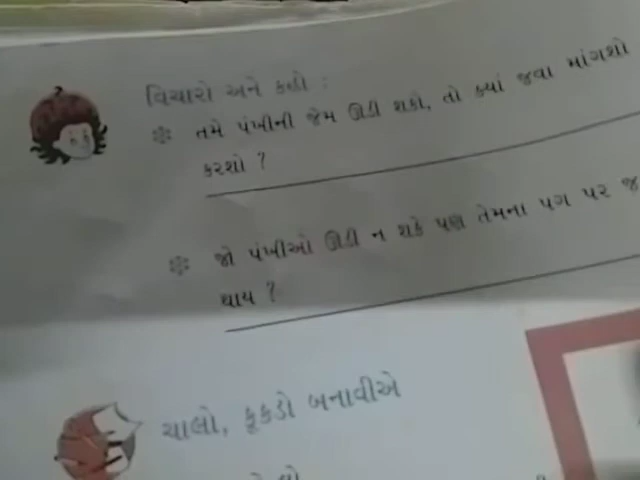 વિચારો અને કહો :
તમે પંખીની જેમ ઊડી શકો, તો ક્યાં જવા માંગશો
કરશો ?
જો પંખીઓ ઊડી ન શકે પણ તેમના પગ પર જ
થાય ?
ચાલો, કૂકડો બનાવીએ